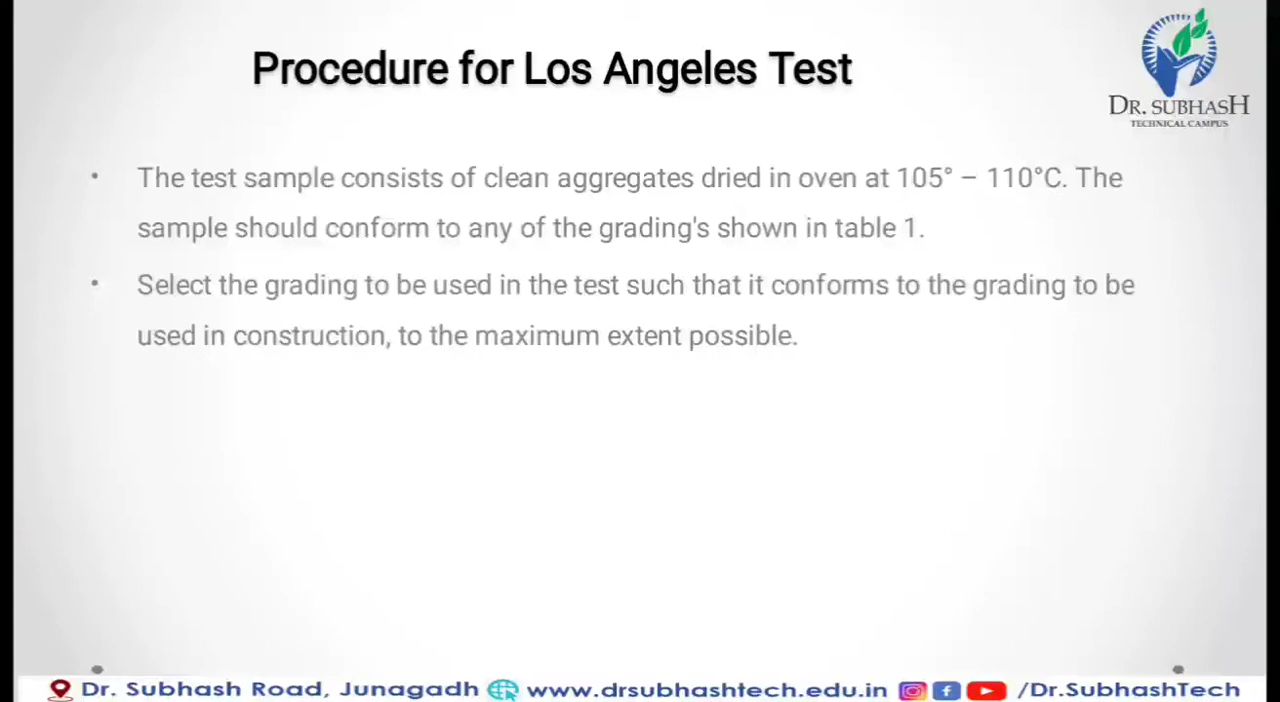 Procedure for Los Angeles Test
DR. SUBHASH
TECHNICAL CAMPUS
• The test sample consists of clean aggregates dried in oven at 105° – 110°C. The
sample should conform to any of the grading's shown in table 1.
• Select the grading to be used in the test such that it conforms to the grading to be
used in construction, to the maximum extent possible.
Dr. Subhash Road, Junagadh www.drsubhashtech.edu.in /Dr.SubhashTech